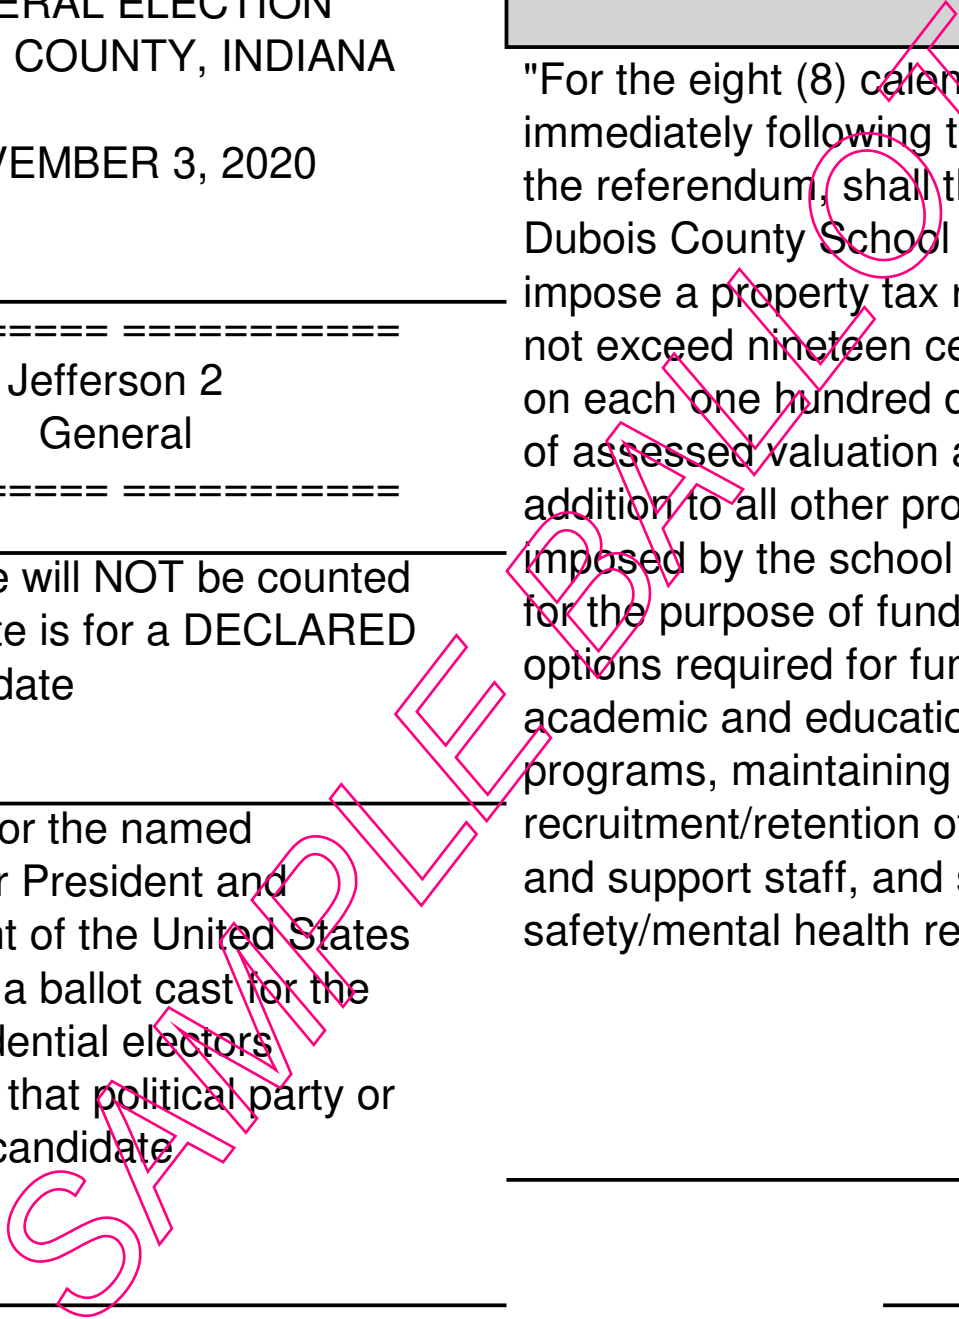 ERAL ELECTION
COUNTY, INDIANA
VEMBER 3, 2020
===== ===========
Jefferson 2
General
===== ===========
will NOT be counted
is for a DECLARED
date
or the named
President and
of the United States
a ballot cast for the
dential electors
that political party or
candidate
"For the eight (8) calen
immediately following t
the referendum, shall th
Dubois County School
impose a property tax r
not exceed nineteen ce
on each one hundred
of assessed valuation a
addition to all other pro
imposed by the school
for the purpose of fund
options required for fun
academic and educatio
programs, maintaining
recruitment/retention of
and support staff, and s
safety/mental health re
SAMPLE BALLOT